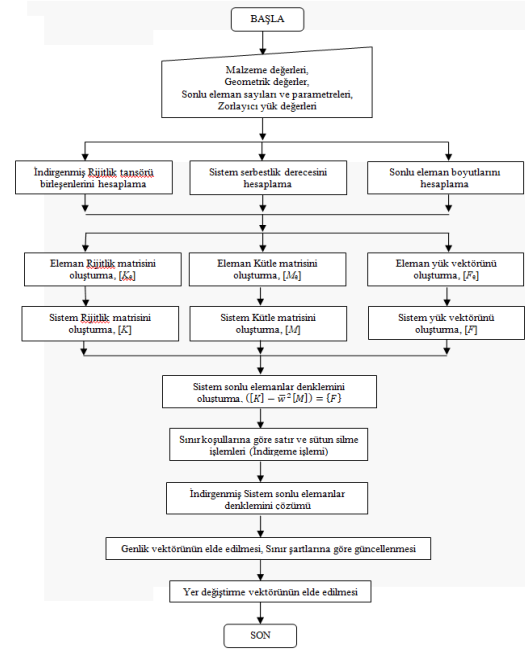 BAŞLA
Malzeme değerleri,
Geometrik değerler,
Sonlu eleman sayıları ve parametreleri,
Zorlayıcı yük değerleri
İndirgenmiş Rijitlik tansörü
birleşenlerini hesaplama
Sistem serbestlik derecesini
hesaplama
Sonlu eleman boyutlarını
hesaplama
Eleman Rijitlik matrisini
oluşturma, [Kₑ]
Eleman Kütle matrisini
oluşturma, [Mₑ]
Eleman yük vektörünü
oluşturma, [Fₑ]
Sistem Rijitlik matrisini
oluşturma, [K]
Sistem Kütle matrisini
oluşturma, [M]
Sistem yük vektörünü
oluşturma, [F]
Sistem sonlu elemanlar denklemini
oluşturma, ([K] − w̅²[M]) = {F}
Sınır koşullarına göre satır ve sütun silme
işlemleri (İndirgeme işlemi)
İndirgenmiş Sistem sonlu elemanlar
denklemini çözümü
Genlik vektörünün elde edilmesi, Sınır şartlarına göre güncellenmesi
Yer değiştirme vektörünün elde edilmesi
SON